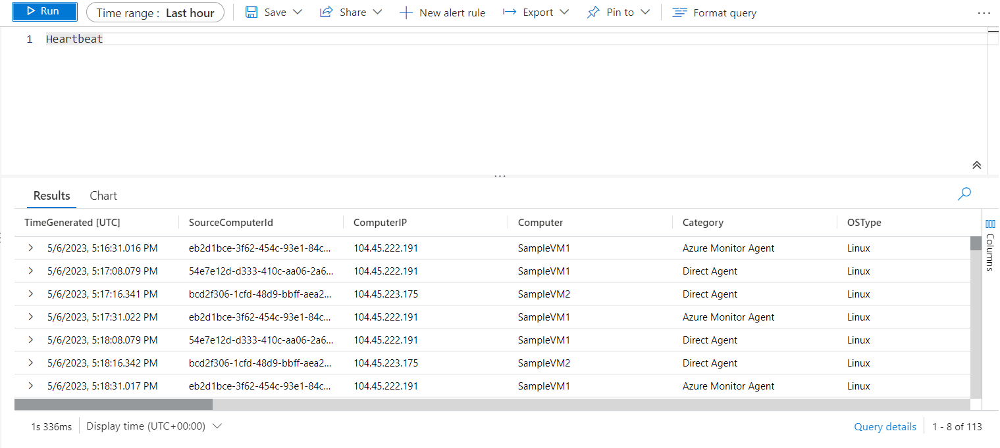 Run Time range : Last hour Save Share New alert rule Export Pin to Format query ...
1 Heartbeat
...
Results Chart
TimeGenerated [UTC] SourceComputerId ComputerIP Computer Category OSType
5/6/2023, 5:16:31.016 PM eb2d1bce-3f62-454c-93e1-84c... 104.45.222.191 SampleVM1 Azure Monitor Agent Linux
5/6/2023, 5:17:08.079 PM 54e7e12d-d333-410c-aa06-2a6... 104.45.222.191 SampleVM1 Direct Agent Linux
5/6/2023, 5:17:16.341 PM bcd2f306-1cfd-48d9-bbff-aea2... 104.45.223.175 SampleVM2 Direct Agent Linux
5/6/2023, 5:17:31.022 PM eb2d1bce-3f62-454c-93e1-84c... 104.45.222.191 SampleVM1 Azure Monitor Agent Linux
5/6/2023, 5:18:08.079 PM 54e7e12d-d333-410c-aa06-2a6... 104.45.222.191 SampleVM1 Direct Agent Linux
5/6/2023, 5:18:16.342 PM bcd2f306-1cfd-48d9-bbff-aea2... 104.45.223.175 SampleVM2 Direct Agent Linux
5/6/2023, 5:18:31.017 PM eb2d1bce-3f62-454c-93e1-84c... 104.45.222.191 SampleVM1 Azure Monitor Agent Linux
Columns
1s 336ms Display time (UTC+00:00) Query details 1 - 8 of 113